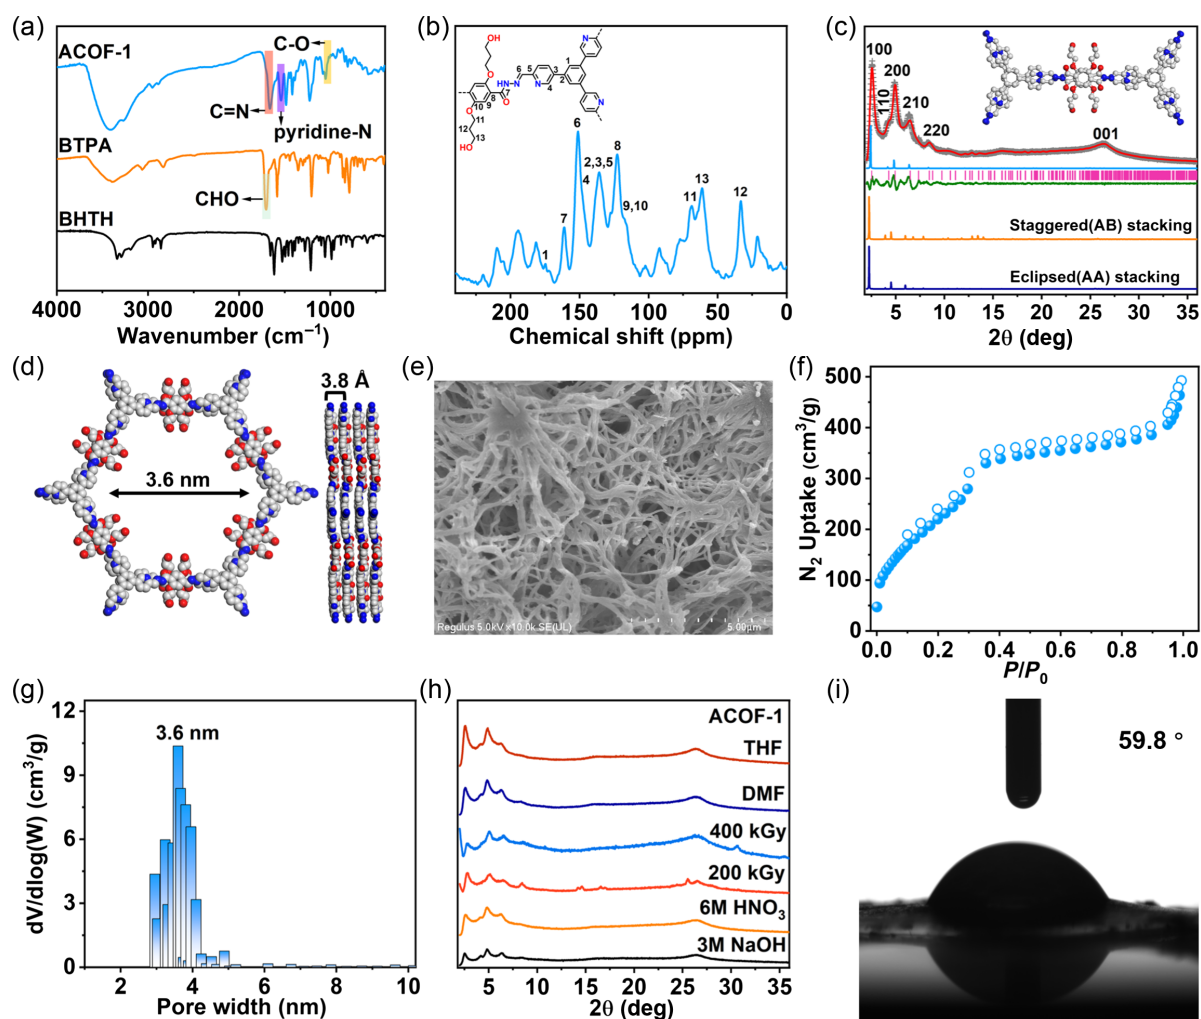 (a)
ACOF-1
C-O
C=N
pyridine-N
BTPA
CHO
BHTH
4000 3000 2000 1000
Wavenumber (cm⁻¹)
(b)
OH
O
HN-N
N
O
OH
1 2 3 4 5 6 7 8 9 10 11 12 13
6
8
2,3,5
4
13
11
12
7
9,10
1
200 150 100 50 0
Chemical shift (ppm)
(c)
100
110
200
210
220
001
Staggered(AB) stacking
Eclipsed(AA) stacking
5 10 15 20 25 30 35
2θ (deg)
(d)
3.6 nm
3.8 Å
(e)
Regulus 5.0kV x10.0k SE(UL)
5.00μm
(f)
N₂ Uptake (cm³/g)
500
400
300
200
100
0
0.0 0.2 0.4 0.6 0.8 1.0
P/P₀
(g)
3.6 nm
dV/dlog(W) (cm³/g)
12
9
6
3
0
2 4 6 8 10
Pore width (nm)
(h)
ACOF-1
THF
DMF
400 kGy
200 kGy
6M HNO₃
3M NaOH
5 10 15 20 25 30 35
2θ (deg)
(i)
59.8 °